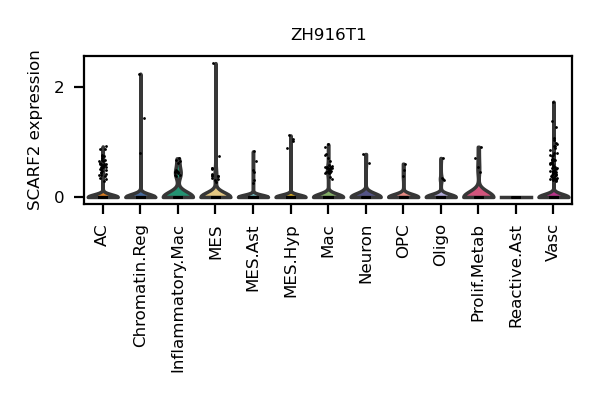 ZH916T1
SCARF2 expression
2
0
AC
Chromatin.Reg
Inflammatory.Mac
MES
MES.Ast
MES.Hyp
Mac
Neuron
OPC
Oligo
Prolif.Metab
Reactive.Ast
Vasc